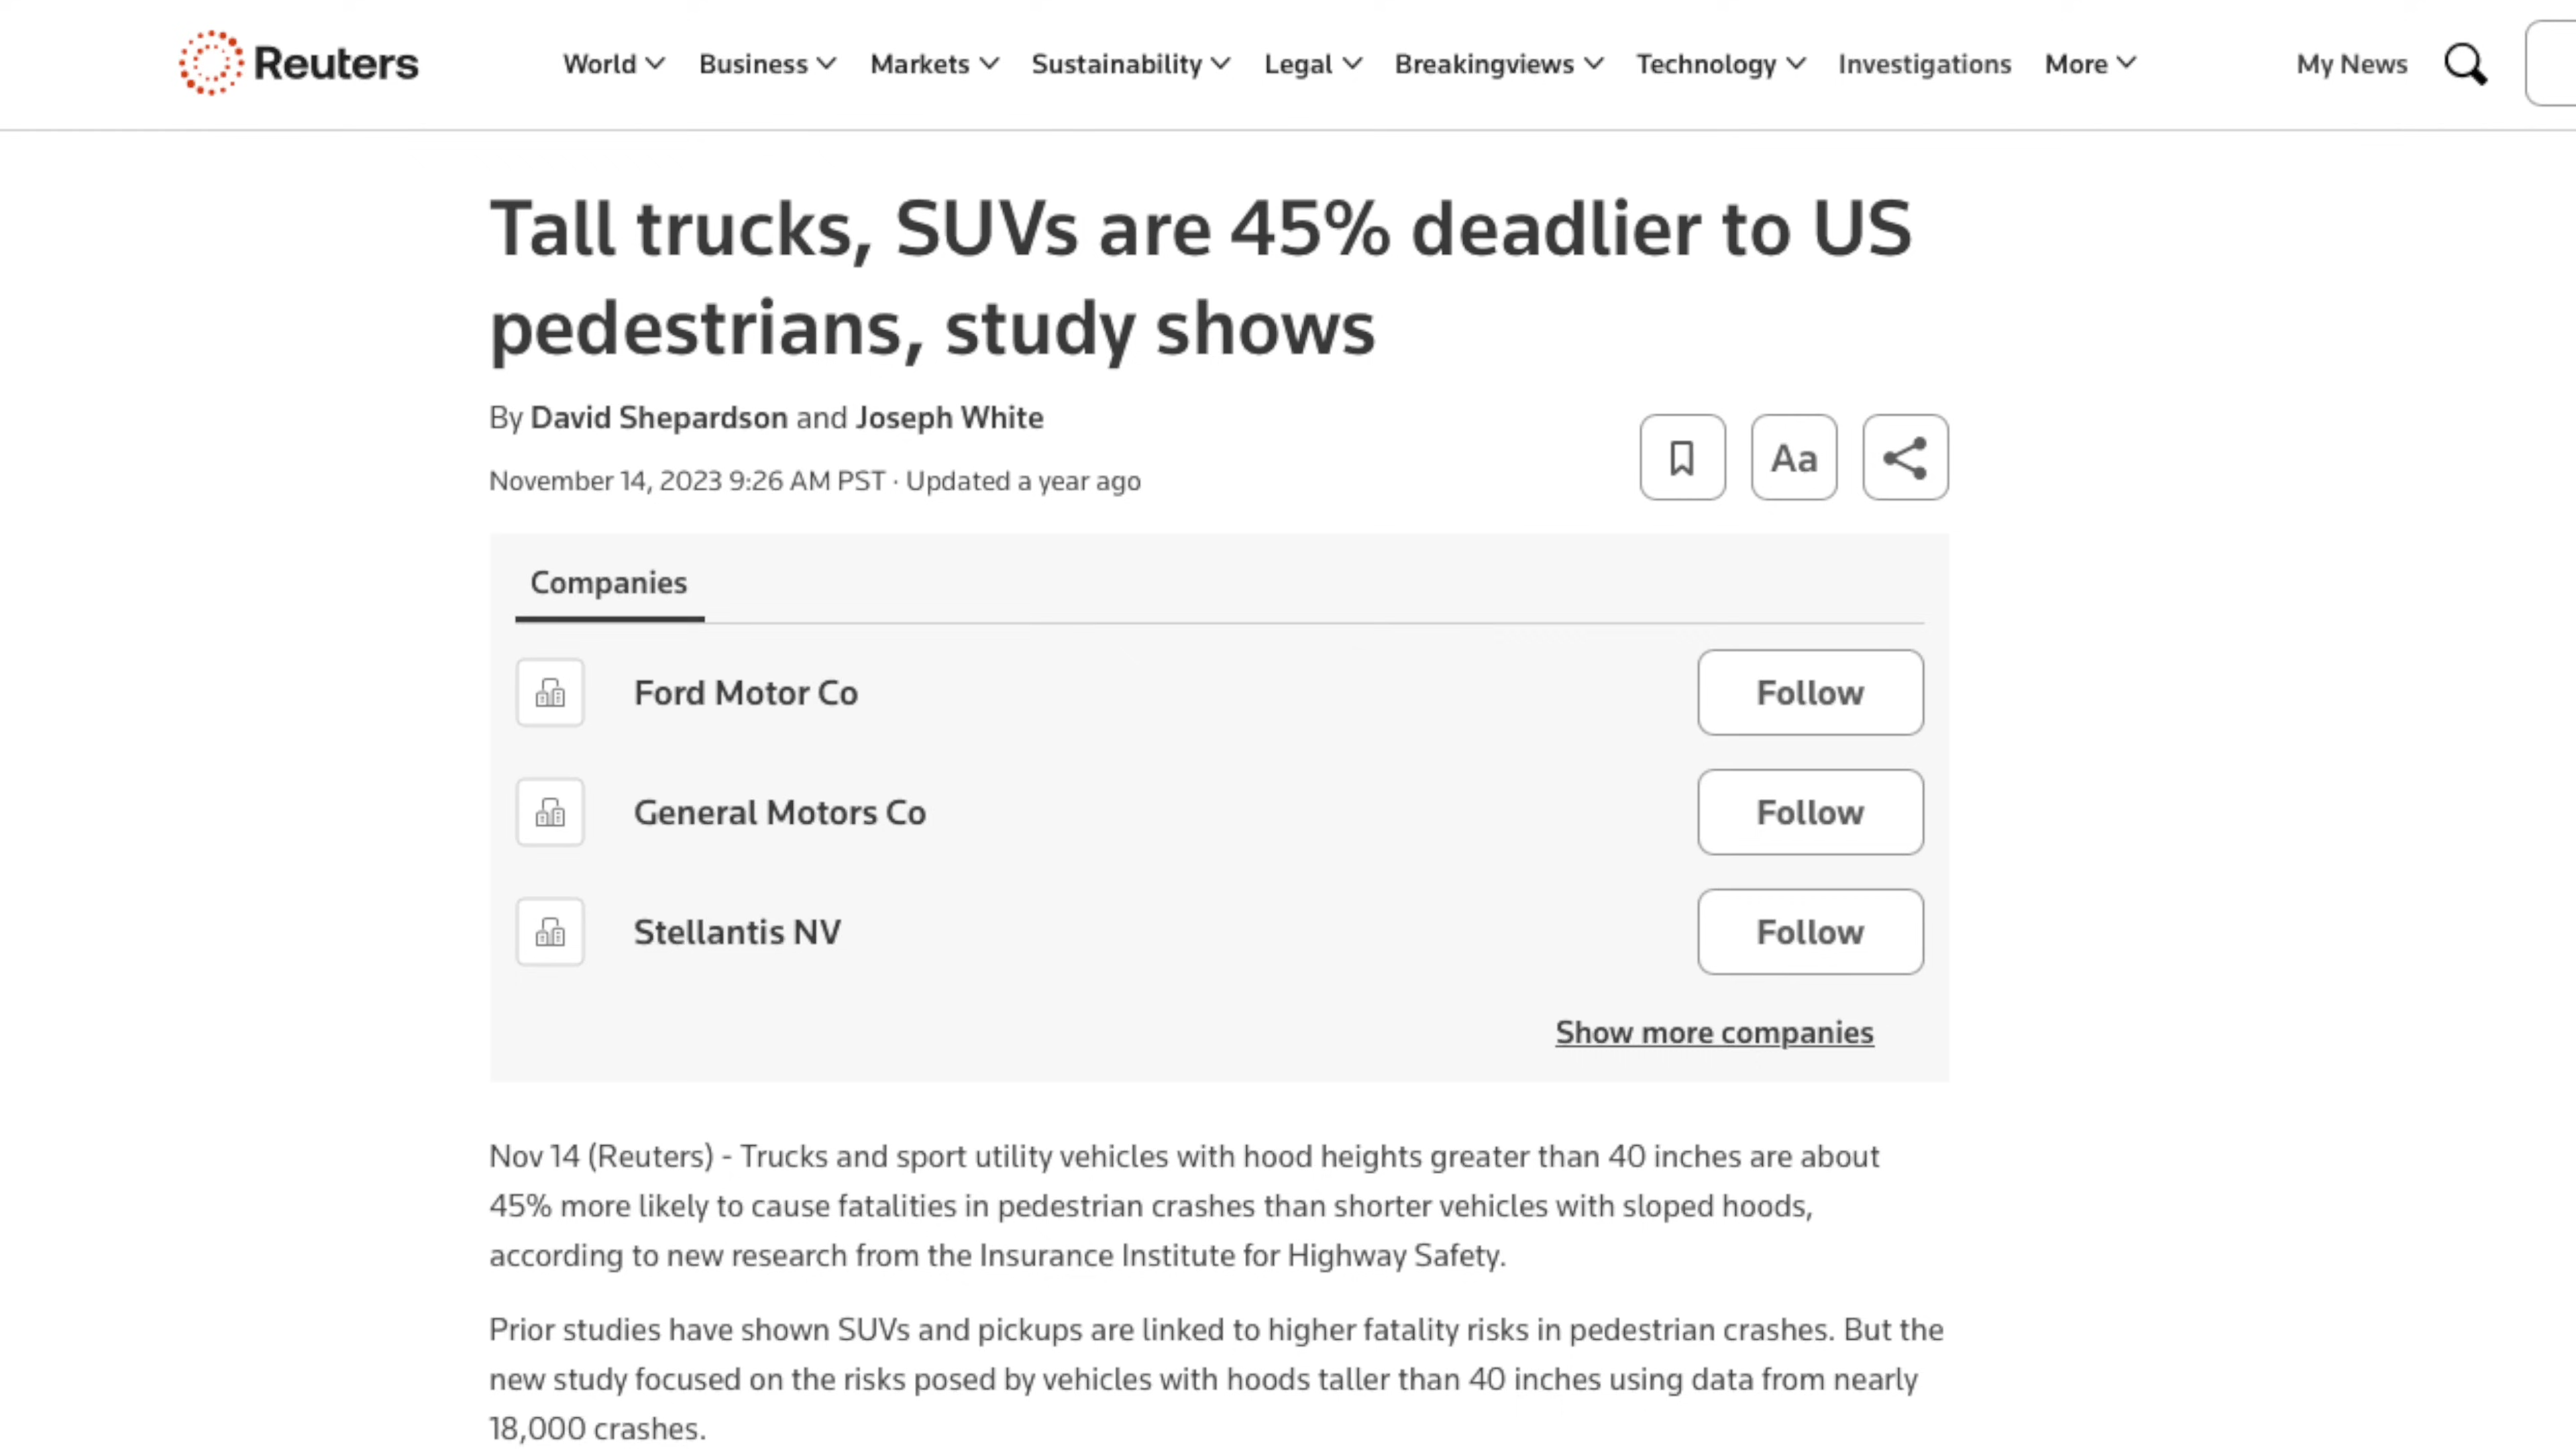 Reuters
World Business Markets Sustainability Legal Breakingviews Technology Investigations More My News
Tall trucks, SUVs are 45% deadlier to US
pedestrians, study shows
By David Shepardson and Joseph White
November 14, 2023 9:26 AM PST · Updated a year ago
Aa
Companies
Ford Motor Co Follow
General Motors Co Follow
Stellantis NV Follow
Show more companies
Nov 14 (Reuters) - Trucks and sport utility vehicles with hood heights greater than 40 inches are about
45% more likely to cause fatalities in pedestrian crashes than shorter vehicles with sloped hoods,
according to new research from the Insurance Institute for Highway Safety.
Prior studies have shown SUVs and pickups are linked to higher fatality risks in pedestrian crashes. But the
new study focused on the risks posed by vehicles with hoods taller than 40 inches using data from nearly
18,000 crashes.